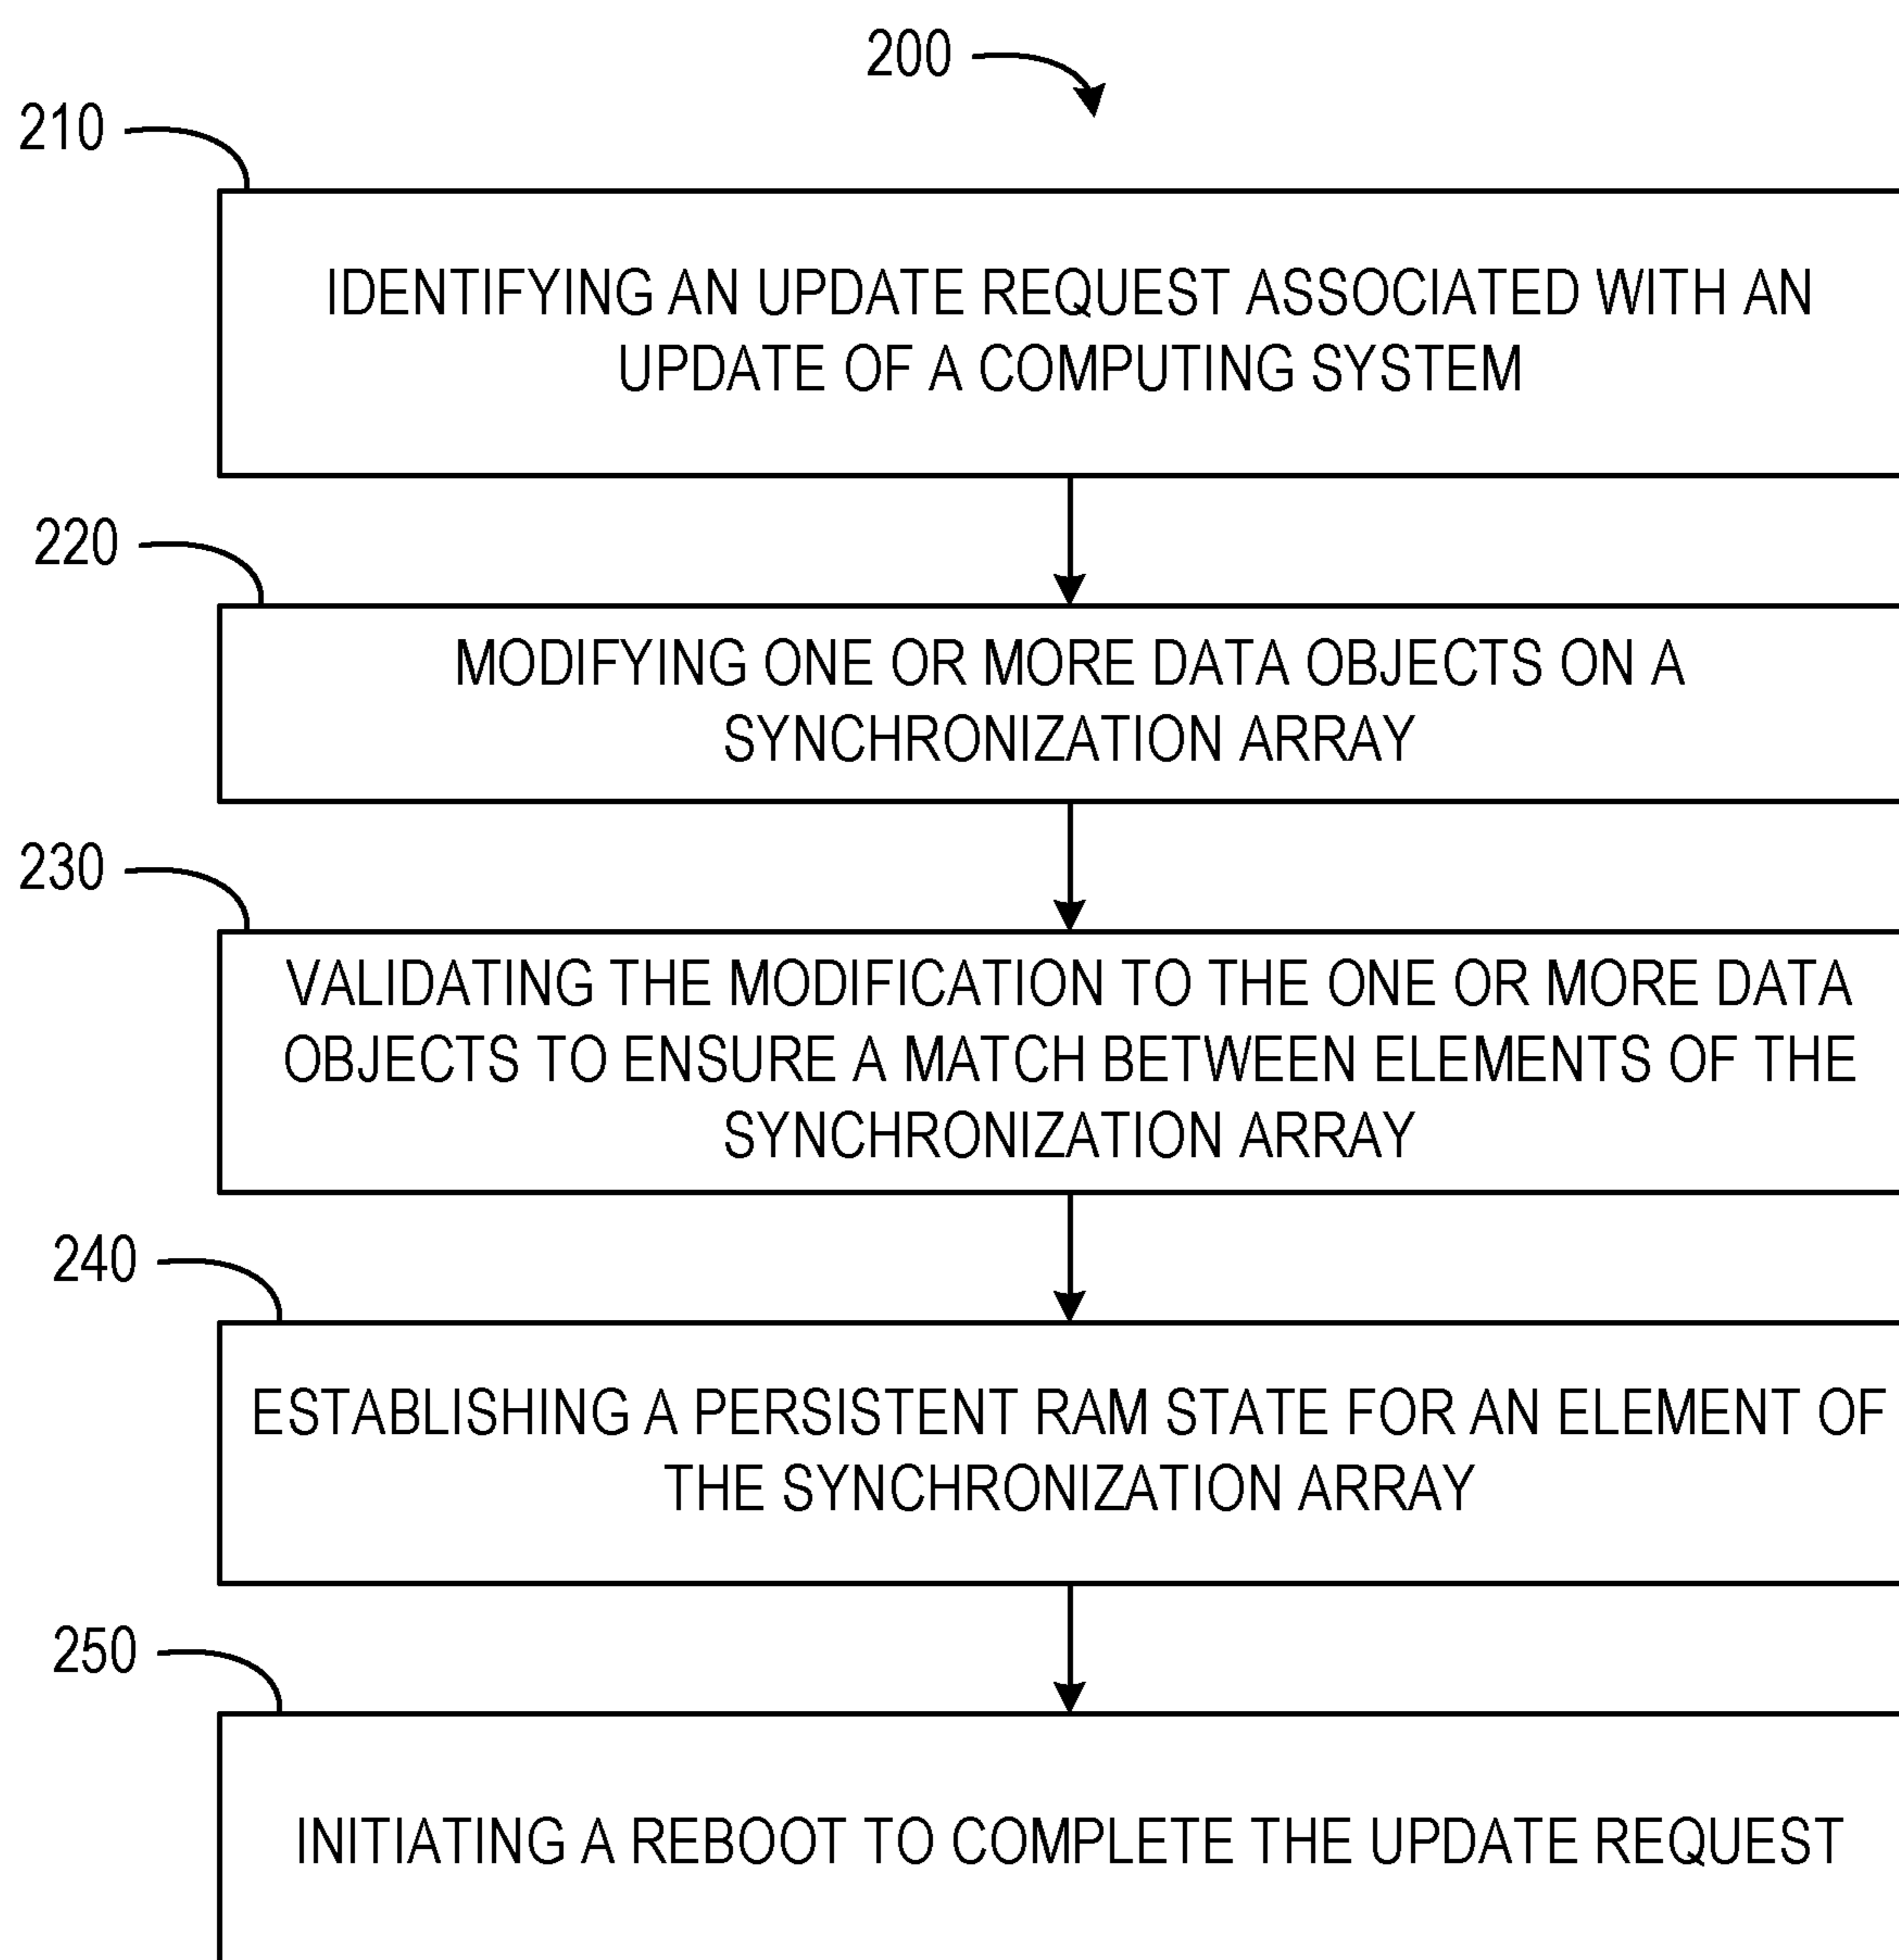 200
210
IDENTIFYING AN UPDATE REQUEST ASSOCIATED WITH AN
UPDATE OF A COMPUTING SYSTEM
220
MODIFYING ONE OR MORE DATA OBJECTS ON A
SYNCHRONIZATION ARRAY
230
VALIDATING THE MODIFICATION TO THE ONE OR MORE DATA
OBJECTS TO ENSURE A MATCH BETWEEN ELEMENTS OF THE
SYNCHRONIZATION ARRAY
240
ESTABLISHING A PERSISTENT RAM STATE FOR AN ELEMENT OF
THE SYNCHRONIZATION ARRAY
250
INITIATING A REBOOT TO COMPLETE THE UPDATE REQUEST